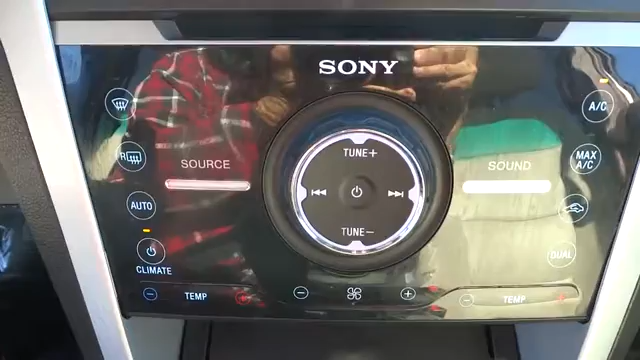 SONY
A/C
R
TUNE+
SOURCE
SOUND
MAX
A/C
AUTO
TUNE-
CLIMATE
DUAL
TEMP
TEMP